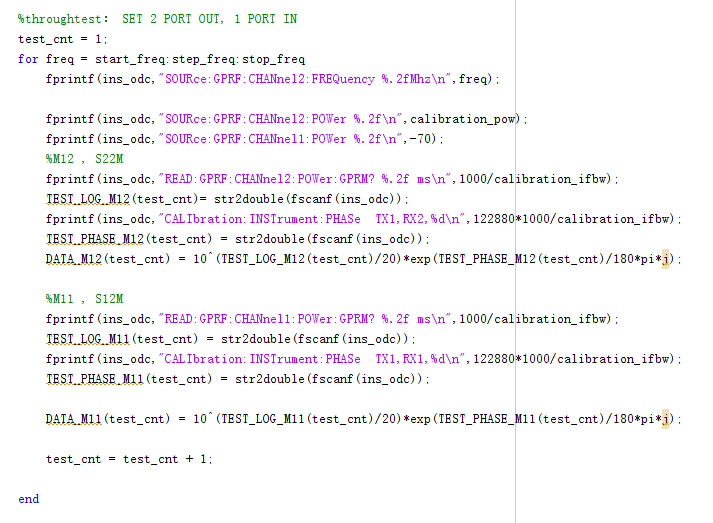 %throughtest： SET 2 PORT OUT, 1 PORT IN
test_cnt = 1;
for freq = start_freq:step_freq:stop_freq
fprintf(ins_odc,"SOURce:GPRF:CHANnel2:FREQuency %.2fMhz\n",freq);
fprintf(ins_odc,"SOURce:GPRF:CHANnel2:POWer %.2f\n",calibration_pow);
fprintf(ins_odc,"SOURce:GPRF:CHANnel1:POWer %.2f\n",-70);
%M12 , S22M
fprintf(ins_odc,"READ:GPRF:CHANnel2:POWer:GPRM? %.2f ms\n",1000/calibration_ifbw);
TEST_LOG_M12(test_cnt)= str2double(fscanf(ins_odc));
fprintf(ins_odc,"CALIbration:INSTrument:PHASe  TX1,RX2,%d\n",122880*1000/calibration_ifbw);
TEST_PHASE_M12(test_cnt) = str2double(fscanf(ins_odc));
DATA_M12(test_cnt) = 10^(TEST_LOG_M12(test_cnt)/20)*exp(TEST_PHASE_M12(test_cnt)/180*pi*j);
%M11 , S12M
fprintf(ins_odc,"READ:GPRF:CHANnel1:POWer:GPRM? %.2f ms\n",1000/calibration_ifbw);
TEST_LOG_M11(test_cnt) = str2double(fscanf(ins_odc));
fprintf(ins_odc,"CALIbration:INSTrument:PHASe  TX1,RX1,%d\n",122880*1000/calibration_ifbw);
TEST_PHASE_M11(test_cnt) = str2double(fscanf(ins_odc));
DATA_M11(test_cnt) = 10^(TEST_LOG_M11(test_cnt)/20)*exp(TEST_PHASE_M11(test_cnt)/180*pi*j);
test_cnt = test_cnt + 1;
end